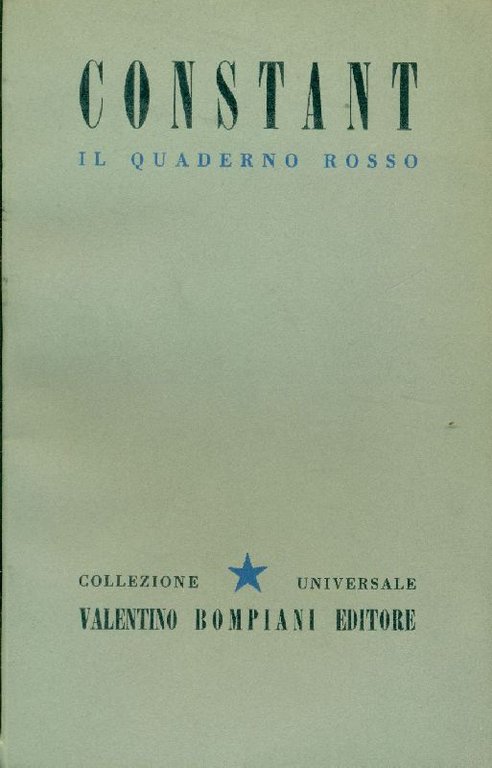 CONSTANT
IL QUADERNO ROSSO
COLLEZIONE UNIVERSALE
VALENTINO BOMPIANI EDITORE